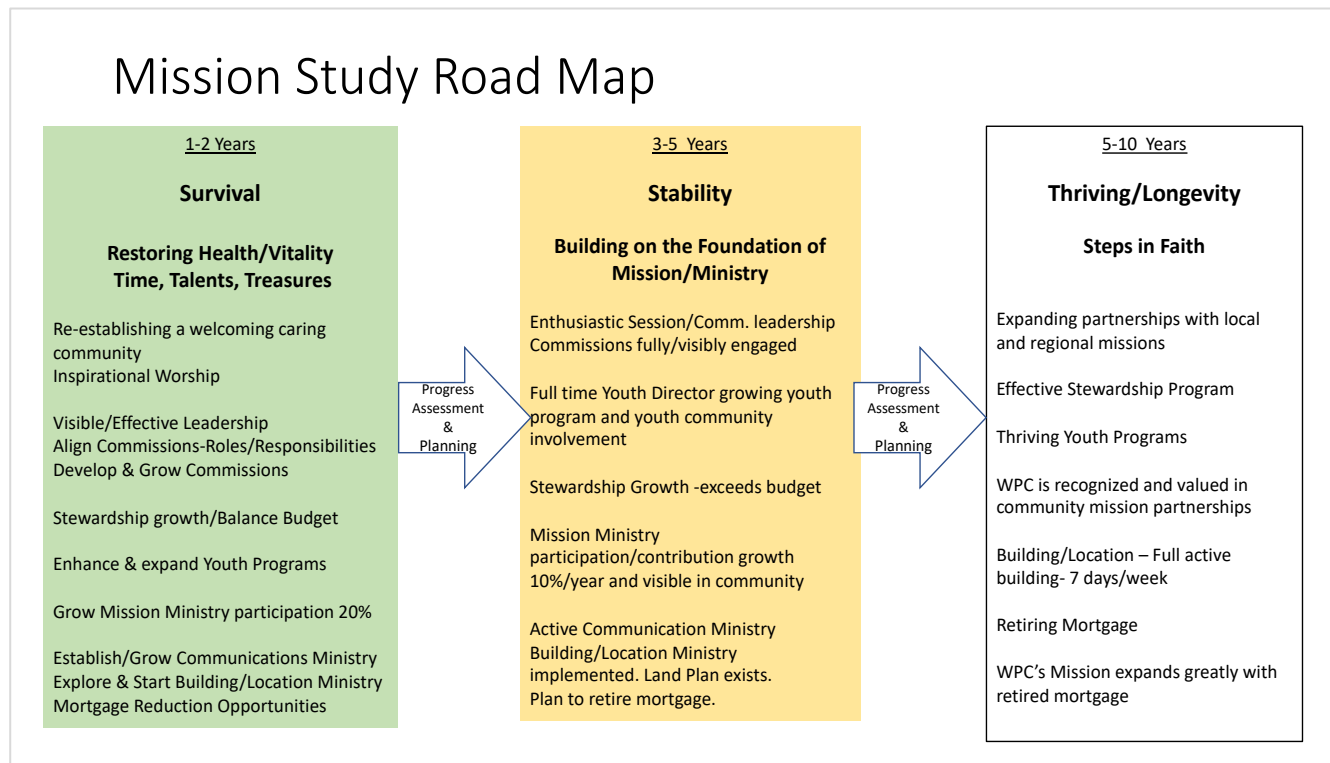 Mission Study Road Map
1-2 Years
Survival
Restoring Health/Vitality
Time, Talents, Treasures
Re-establishing a welcoming caring
community
Inspirational Worship
Visible/Effective Leadership
Align Commissions-Roles/Responsibilities
Develop & Grow Commissions
Stewardship growth/Balance Budget
Enhance & expand Youth Programs
Grow Mission Ministry participation 20%
Establish/Grow Communications Ministry
Explore & Start Building/Location Ministry
Mortgage Reduction Opportunities
Progress
Assessment
&
Planning
3-5  Years
Stability
Building on the Foundation of
Mission/Ministry
Enthusiastic Session/Comm. leadership
Commissions fully/visibly engaged
Full time Youth Director growing youth
program and youth community
involvement
Stewardship Growth -exceeds budget
Mission Ministry
participation/contribution growth
10%/year and visible in community
Active Communication Ministry
Building/Location Ministry
implemented. Land Plan exists.
Plan to retire mortgage.
Progress
Assessment
&
Planning
5-10  Years
Thriving/Longevity
Steps in Faith
Expanding partnerships with local
and regional missions
Effective Stewardship Program
Thriving Youth Programs
WPC is recognized and valued in
community mission partnerships
Building/Location – Full active
building- 7 days/week
Retiring Mortgage
WPC's Mission expands greatly with
retired mortgage